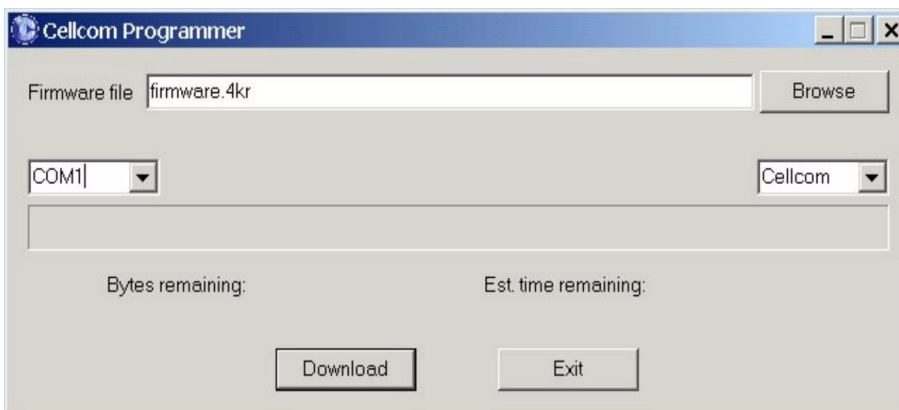 Cellcom Programmer
Firmware file firmware.4kr Browse
COM1 Cellcom
Bytes remaining: Est. time remaining:
Download Exit